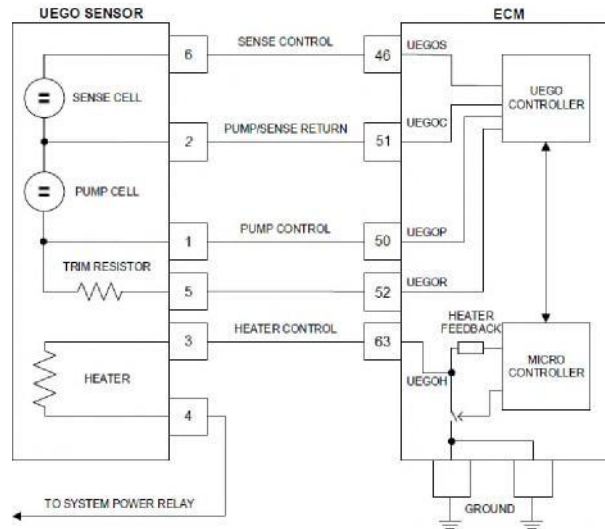 UEGO SENSOR
ECM
6
SENSE CONTROL
46
UEGOS
SENSE CELL
UEGO
CONTROLLER
2
PUMP/SENSE RETURN
51
UEGOC
PUMP CELL
1
PUMP CONTROL
50
UEGOP
TRIM RESISTOR
5
52
UEGOR
3
HEATER CONTROL
63
HEATER
FEEDBACK
UEGOH
MICRO
CONTROLLER
HEATER
4
TO SYSTEM POWER RELAY
GROUND